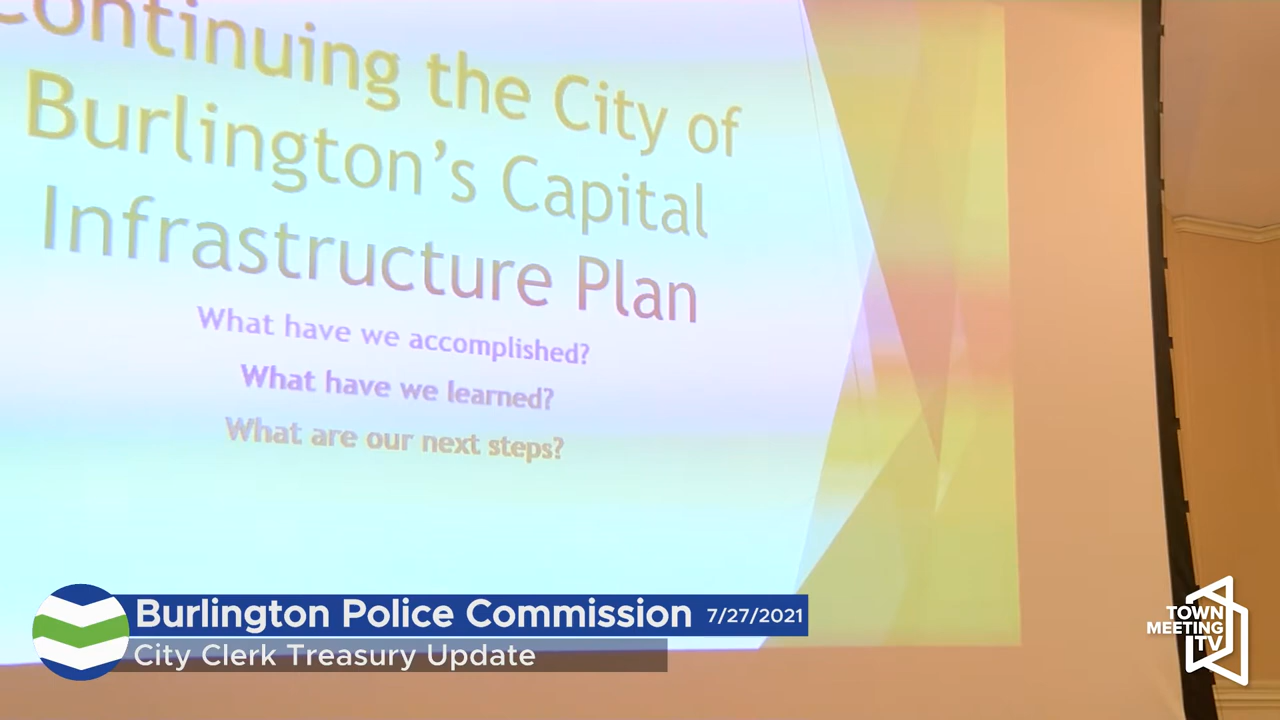 Continuing the City of
Burlington's Capital
Infrastructure Plan
What have we accomplished?
What have we learned?
What are our next steps?
Burlington Police Commission 7/27/2021
City Clerk Treasury Update
TOWN
MEETING
TV